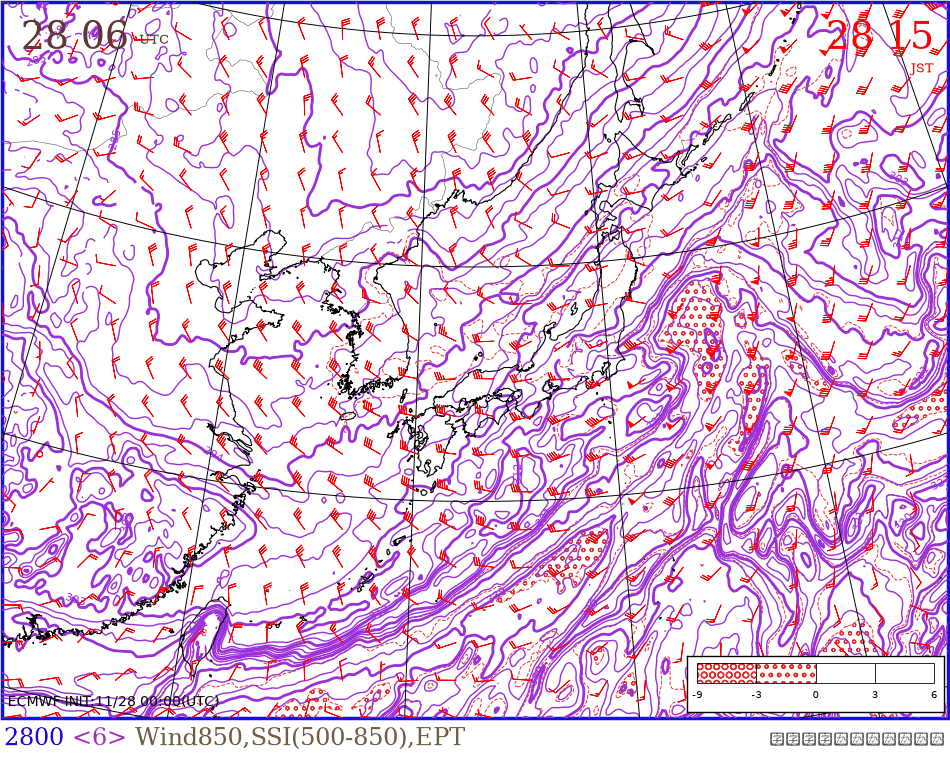 28 06 UTC
28 15
JST
ECMWF INIT:11/28 00:00(UTC)
-9 -3 0 3 6
2800 <6> Wind850,SSI(500-850),EPT